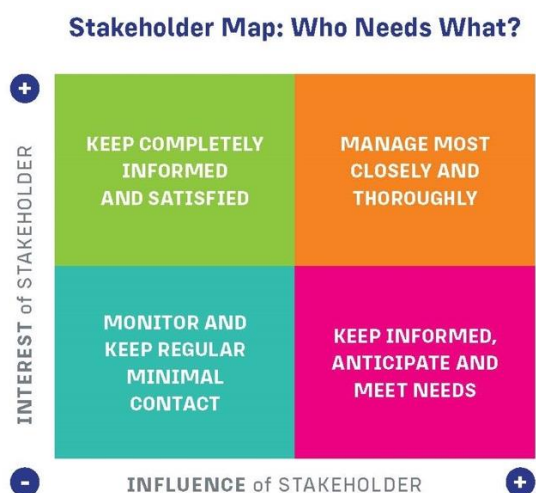 Stakeholder Map: Who Needs What?
+
INTEREST of STAKEHOLDER
KEEP COMPLETELY
INFORMED
AND SATISFIED
MANAGE MOST
CLOSELY AND
THOROUGHLY
MONITOR AND
KEEP REGULAR
MINIMAL
CONTACT
KEEP INFORMED,
ANTICIPATE AND
MEET NEEDS
-
INFLUENCE of STAKEHOLDER
+